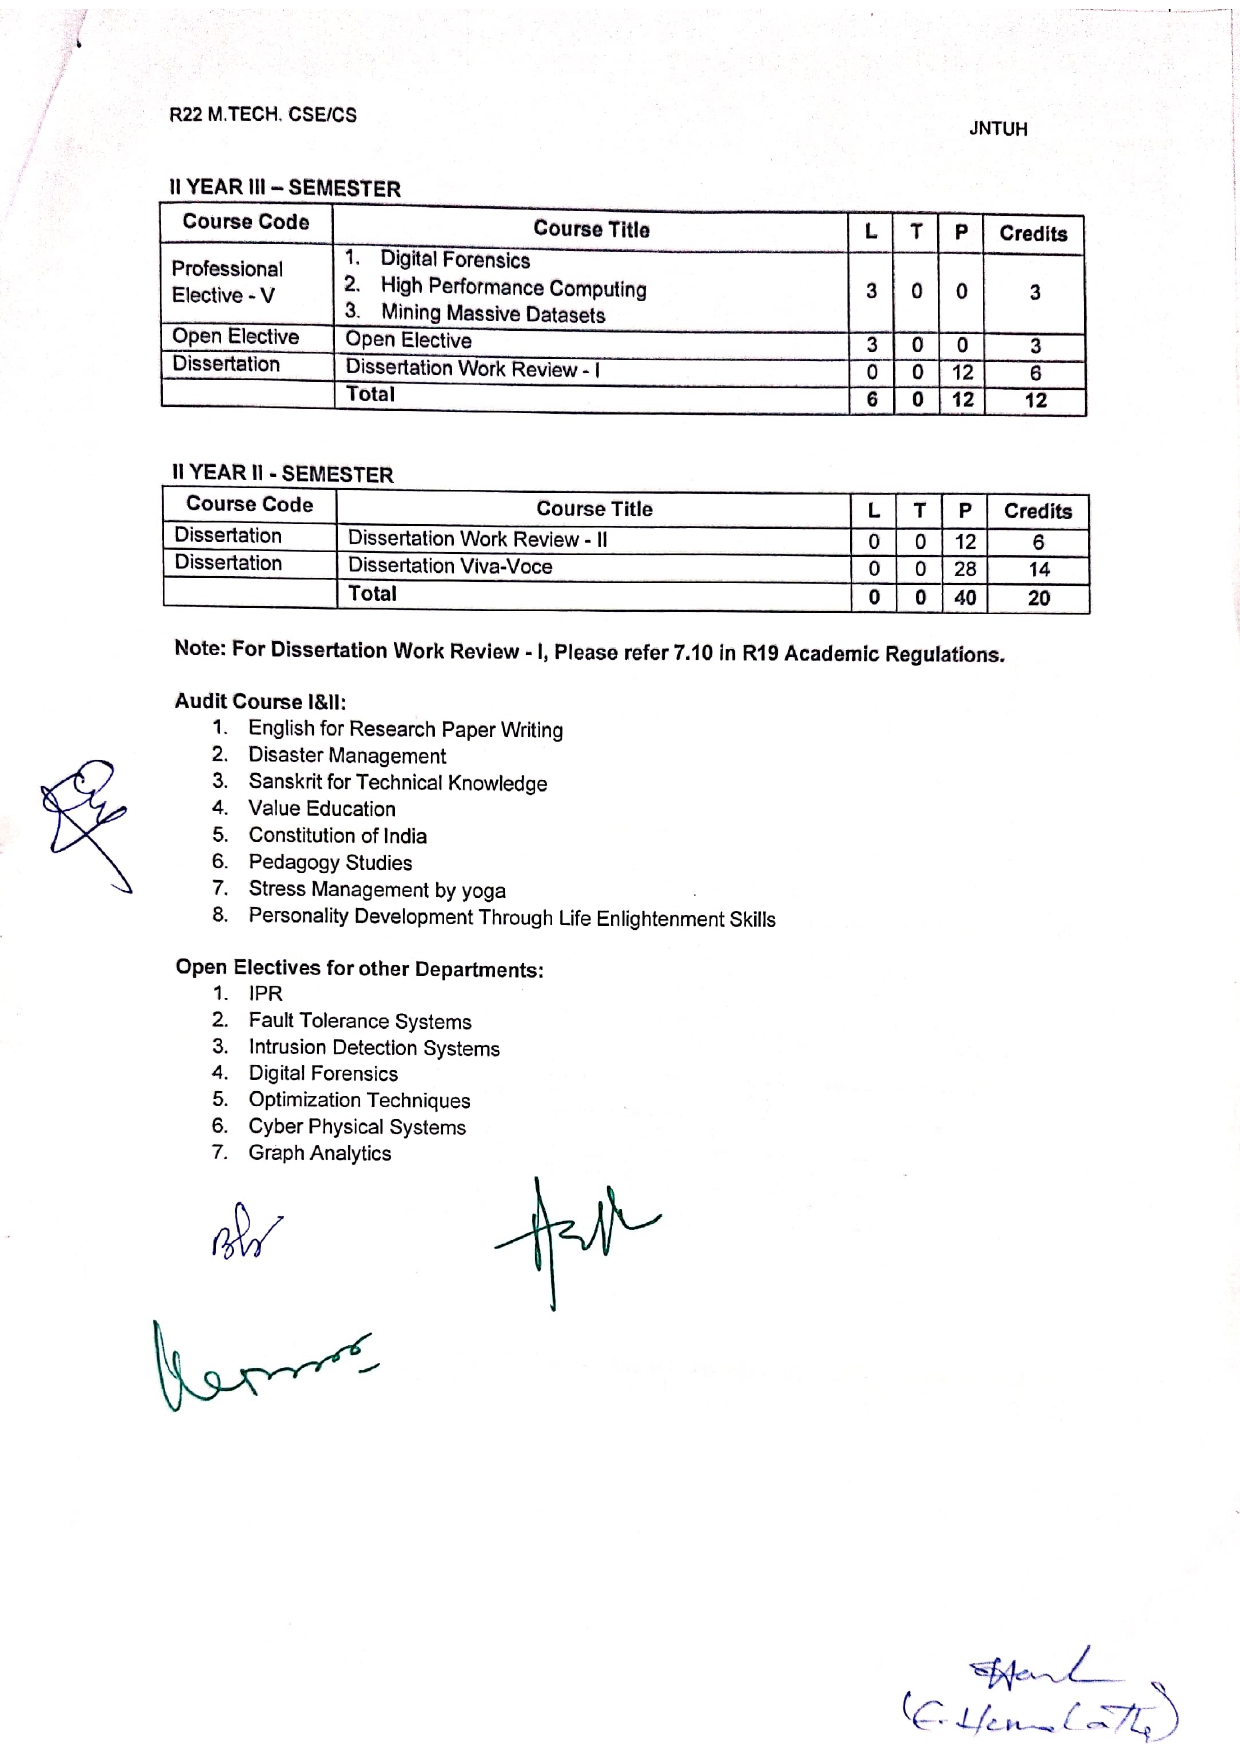 R22 M.TECH. CSE/CS
JNTUH
II YEAR III – SEMESTER
Course Code Course Title L T P Credits
Professional Elective - V 1. Digital Forensics 3 0 0 3
2. High Performance Computing
3. Mining Massive Datasets
Open Elective Open Elective 3 0 0 3
Dissertation Dissertation Work Review - I 0 0 12 6
Total 6 0 12 12
II YEAR II - SEMESTER
Course Code Course Title L T P Credits
Dissertation Dissertation Work Review - II 0 0 12 6
Dissertation Dissertation Viva-Voce 0 0 28 14
Total 0 0 40 20
Note: For Dissertation Work Review - I, Please refer 7.10 in R19 Academic Regulations.
Audit Course I&II:
1. English for Research Paper Writing
2. Disaster Management
3. Sanskrit for Technical Knowledge
4. Value Education
5. Constitution of India
6. Pedagogy Studies
7. Stress Management by yoga
8. Personality Development Through Life Enlightenment Skills
Open Electives for other Departments:
1. IPR
2. Fault Tolerance Systems
3. Intrusion Detection Systems
4. Digital Forensics
5. Optimization Techniques
6. Cyber Physical Systems
7. Graph Analytics
(E. Hemalatha)